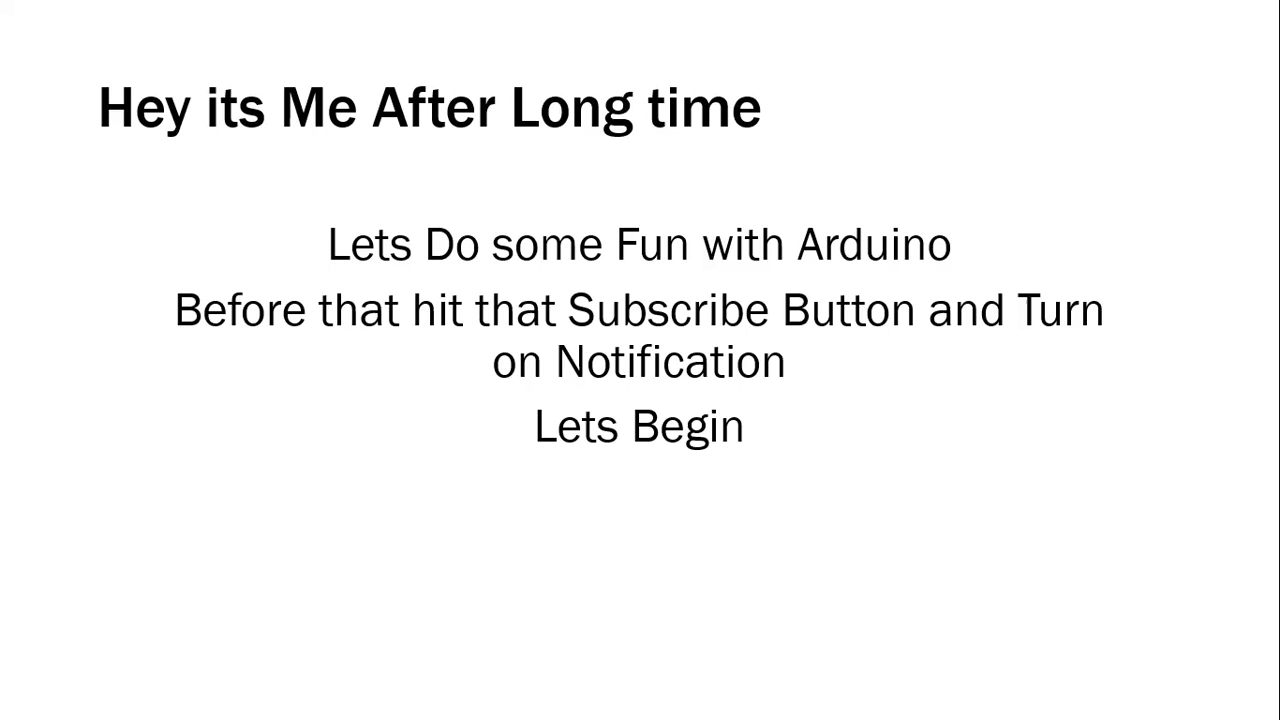 Hey its Me After Long time
Lets Do some Fun with Arduino
Before that hit that Subscribe Button and Turn
on Notification
Lets Begin